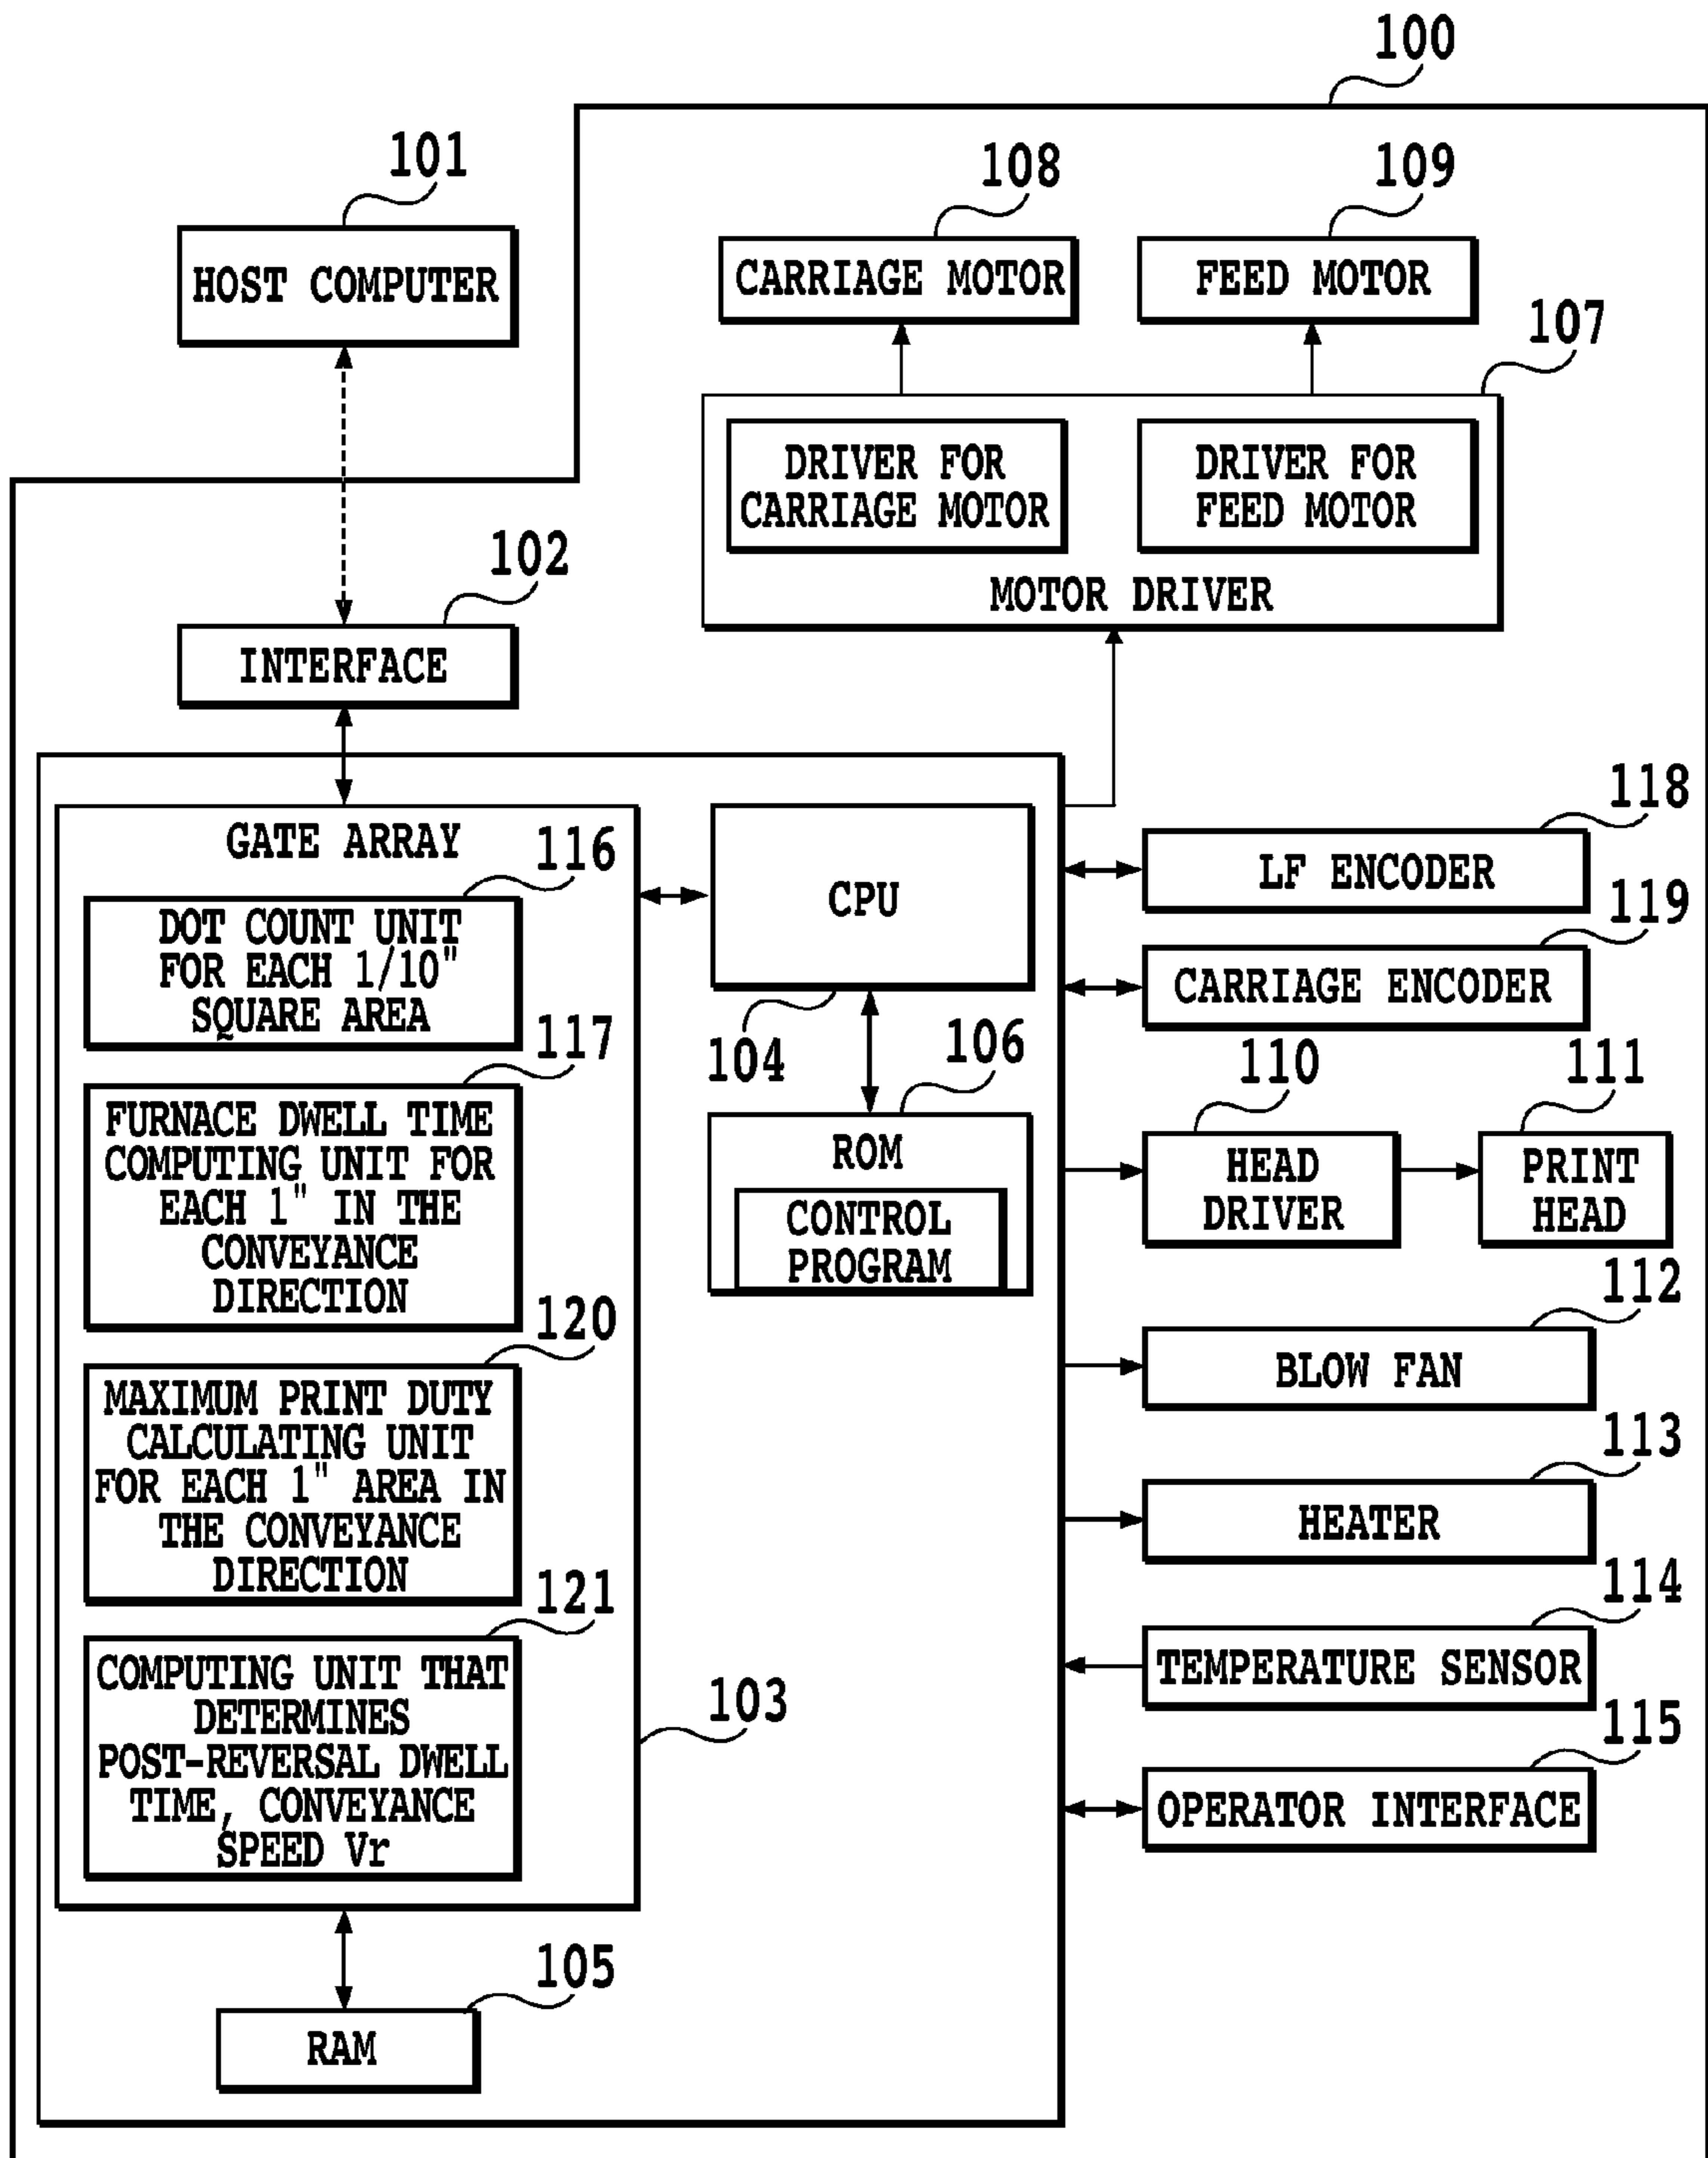 100
101
HOST COMPUTER
108
109
CARRIAGE MOTOR
FEED MOTOR
107
DRIVER FOR
CARRIAGE MOTOR
DRIVER FOR
FEED MOTOR
MOTOR DRIVER
102
INTERFACE
GATE ARRAY
116
DOT COUNT UNIT
FOR EACH 1/10"
SQUARE AREA
117
FURNACE DWELL TIME
COMPUTING UNIT FOR
EACH 1" IN THE
CONVEYANCE
DIRECTION
120
MAXIMUM PRINT DUTY
CALCULATING UNIT
FOR EACH 1" AREA IN
THE CONVEYANCE
DIRECTION
121
COMPUTING UNIT THAT
DETERMINES
POST-REVERSAL DWELL
TIME, CONVEYANCE
SPEED Vr
103
105
RAM
CPU
104
106
ROM
CONTROL
PROGRAM
118
LF ENCODER
119
CARRIAGE ENCODER
110
HEAD
DRIVER
111
PRINT
HEAD
112
BLOW FAN
113
HEATER
114
TEMPERATURE SENSOR
115
OPERATOR INTERFACE